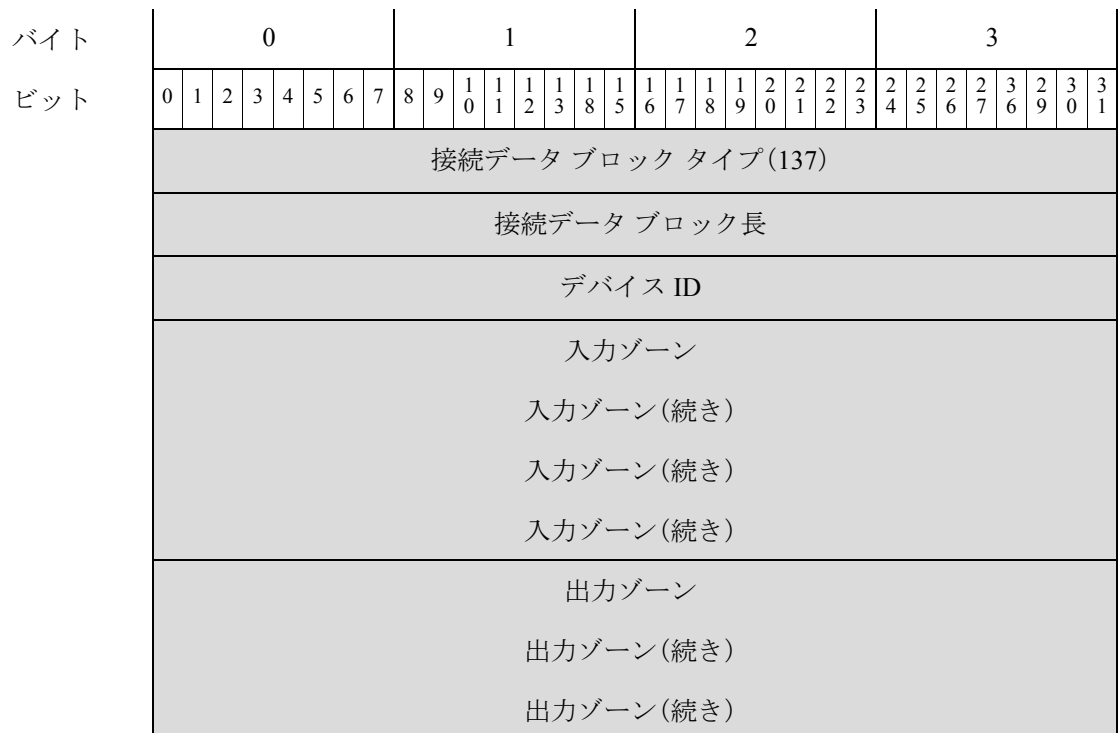 バイト 0 1 2 3
ビット 0 1 2 3 4 5 6 7 8 9 10 11 12 13 18 15 16 17 18 19 20 21 22 23 24 25 26 27 36 29 30 31
接続データ ブロック タイプ(137)
接続データ ブロック長
デバイス ID
入力ゾーン
入力ゾーン(続き)
入力ゾーン(続き)
入力ゾーン(続き)
出力ゾーン
出力ゾーン(続き)
出力ゾーン(続き)